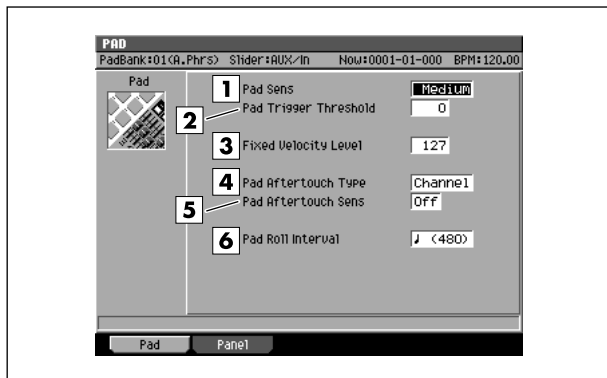 PAD
PadBank:01(A.Phrs) Slider:AUX/In Now:0001-01-000 BPM:120.00
Pad
1 Pad Sens Medium
2 Pad Trigger Threshold 0
3 Fixed Velocity Level 127
4 Pad Aftertouch Type Channel
5 Pad Aftertouch Sens Off
6 Pad Roll Interval ♩ (480)
Pad Panel